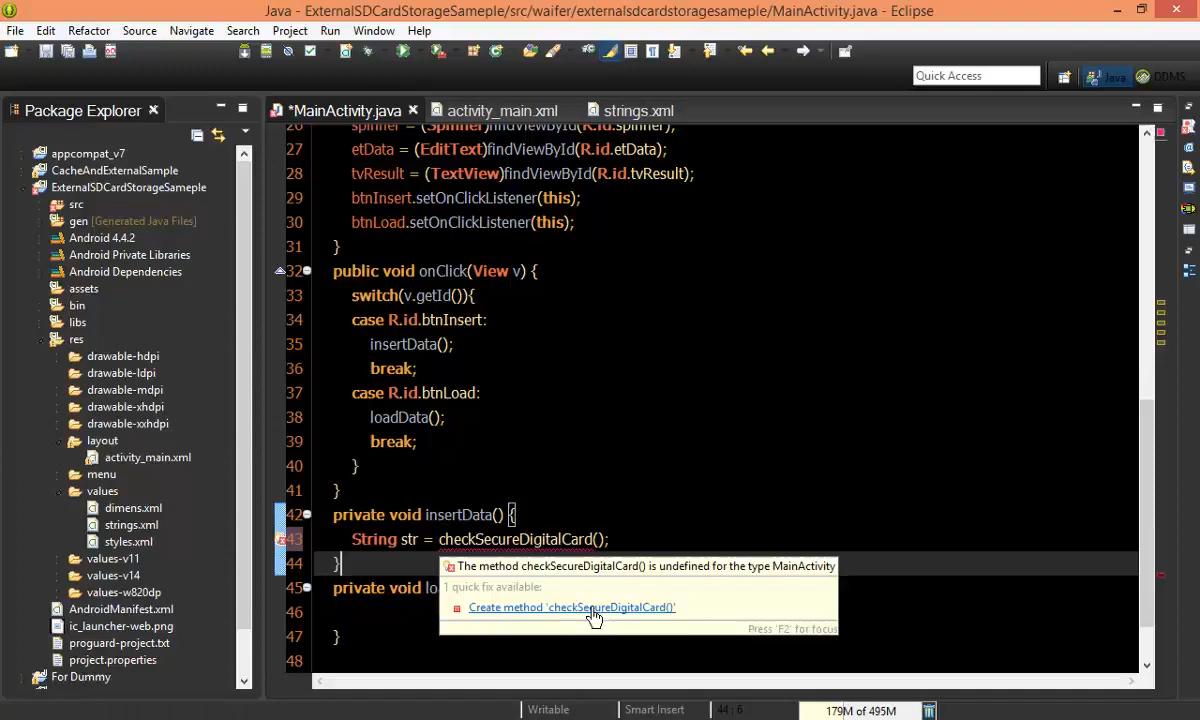 Java - ExternalSDCardStorageSameple/src/waifer/externalsdcardstoragesameple/MainActivity.java - Eclipse
File Edit Refactor Source Navigate Search Project Run Window Help
Quick Access
Java
DDMS
Package Explorer
*MainActivity.java
activity_main.xml
strings.xml
appcompat_v7
CacheAndExternalSample
ExternalSDCardStorageSameple
src
gen [Generated Java Files]
Android 4.4.2
Android Private Libraries
Android Dependencies
assets
bin
libs
res
drawable-hdpi
drawable-ldpi
drawable-mdpi
drawable-xhdpi
drawable-xxhdpi
layout
activity_main.xml
menu
values
dimens.xml
strings.xml
styles.xml
values-v11
values-v14
values-w820dp
AndroidManifest.xml
ic_launcher-web.png
proguard-project.txt
project.properties
For Dummy
26 spinner = (Spinner)findViewById(R.id.spinner);
27 etData = (EditText)findViewById(R.id.etData);
28 tvResult = (TextView)findViewById(R.id.tvResult);
29 btnInsert.setOnClickListener(this);
30 btnLoad.setOnClickListener(this);
31 }
32 public void onClick(View v) {
33 switch(v.getId()){
34 case R.id.btnInsert:
35 insertData();
36 break;
37 case R.id.btnLoad:
38 loadData();
39 break;
40 }
41 }
42 private void insertData() {
43 String str = checkSecureDigitalCard();
44 }
45 private void lo
46
47 }
48
The method checkSecureDigitalCard() is undefined for the type MainActivity
1 quick fix available:
Create method 'checkSecureDigitalCard()'
Press 'F2' for focus
Writable
Smart Insert
44 : 6
179M of 495M